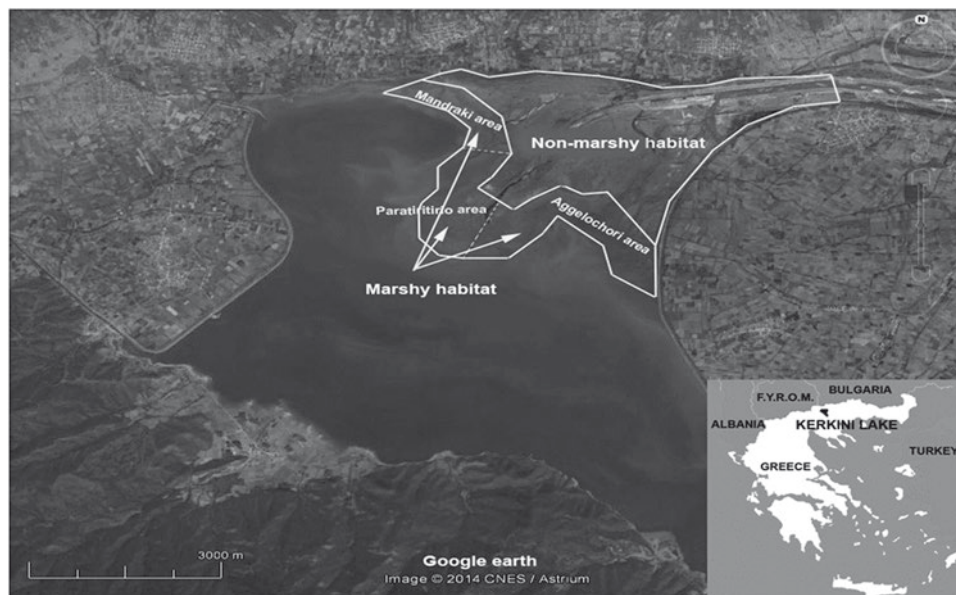 N
Mandraki area
Non-marshy habitat
Paratiritirio area
Aggelochori area
Marshy habitat
3000 m
Google earth
Image © 2014 CNES / Astrium
F.Y.R.O.M.
BULGARIA
ALBANIA
KERKINI LAKE
TURKEY
GREECE